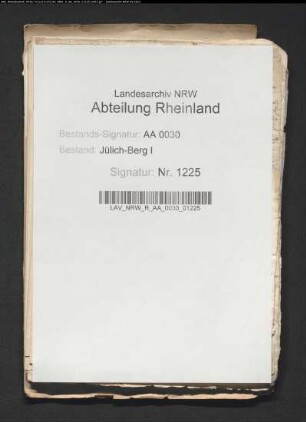 Landesarchiv NRW
Abteilung Rheinland
Bestands-Signatur: AA 0030
Bestand: Jülich-Berg I
Signatur: Nr. 1225
LAV_NRW_R_AA_0030_01225